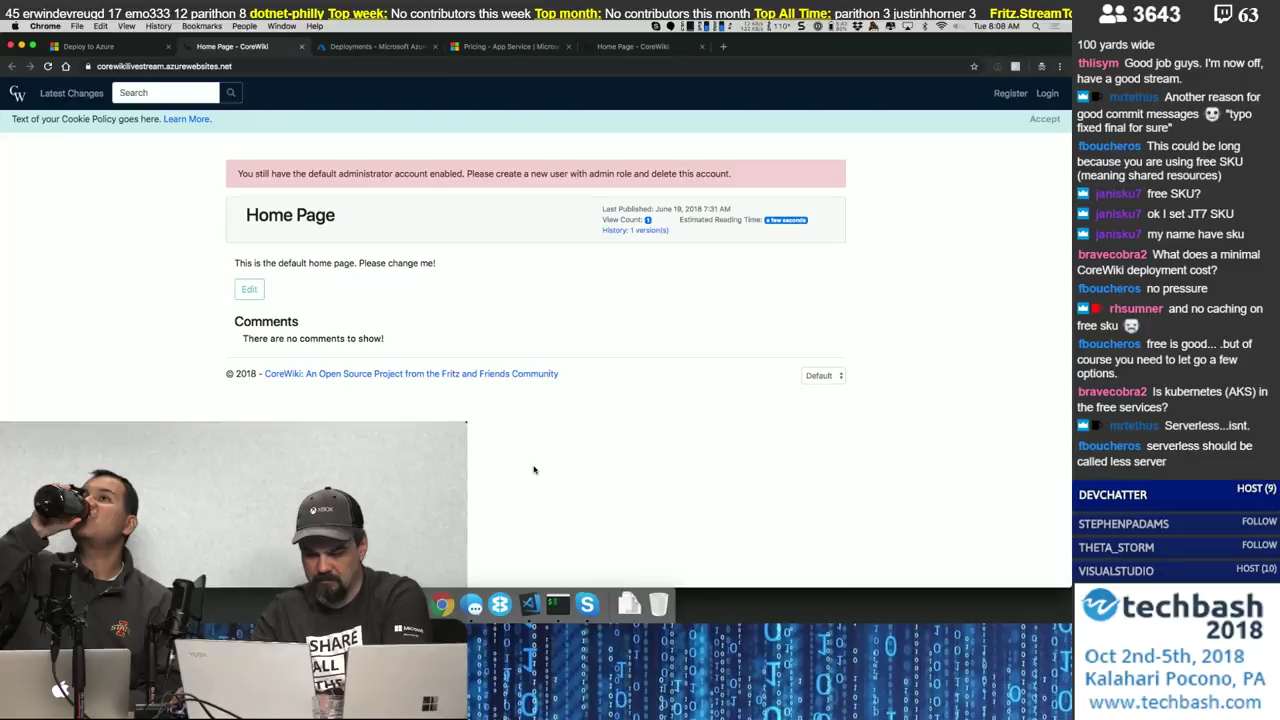 45 erwindevreugd 17 emo333 12 parithon 8 dotnet-philly Top week: No contributors this week Top month: No contributors this month Top All Time: parithon 3 justinhhorner 3 Fritz.StreamTo
3643 63
Chrome File Edit View History Bookmarks People Window Help Tue 8:08 AM
Deploy to Azure Home Page - CoreWiki Deployments - Microsoft Azu Pricing - App Service | Micros Home Page - CoreWiki
corewikilivestream.azurewebsites.net
CW Latest Changes Search Register Login
Text of your Cookie Policy goes here. Learn More. Accept
You still have the default administrator account enabled. Please create a new user with admin role and delete this account.
Home Page
Last Published: June 19, 2018 7:31 AM
View Count: 1 Estimated Reading Time: a few seconds
History: 1 version(s)
This is the default home page. Please change me!
Edit
Comments
There are no comments to show!
© 2018 - CoreWiki: An Open Source Project from the Fritz and Friends Community Default
XBOX
STATE
SHARE
ALL
THE
Microsoft
YOGA
100 yards wide
thlisym Good job guys. I'm now off,
have a good stream.
mrtethus Another reason for
good commit messages "typo
fixed final for sure"
fboucheros This could be long
because you are using free SKU
(meaning shared resources)
janisku7 free SKU?
janisku7 ok I set JT7 SKU
janisku7 my name have sku
bravecobra2 What does a minimal
CoreWiki deployment cost?
fboucheros no pressure
rhsumner and no caching on
free sku
fboucheros free is good... .but of
course you need to let go a few
options.
bravecobra2 Is kubernetes (AKS) in
the free services?
mrtethus Serverless...isnt.
fboucheros serverless should be
called less server
DEVCHATTER HOST (9)
STEPHENPADAMS FOLLOW
THETA_STORM FOLLOW
VISUALSTUDIO HOST (10)
techbash
2018
Oct 2nd-5th, 2018
Kalahari Pocono, PA
www.techbash.com